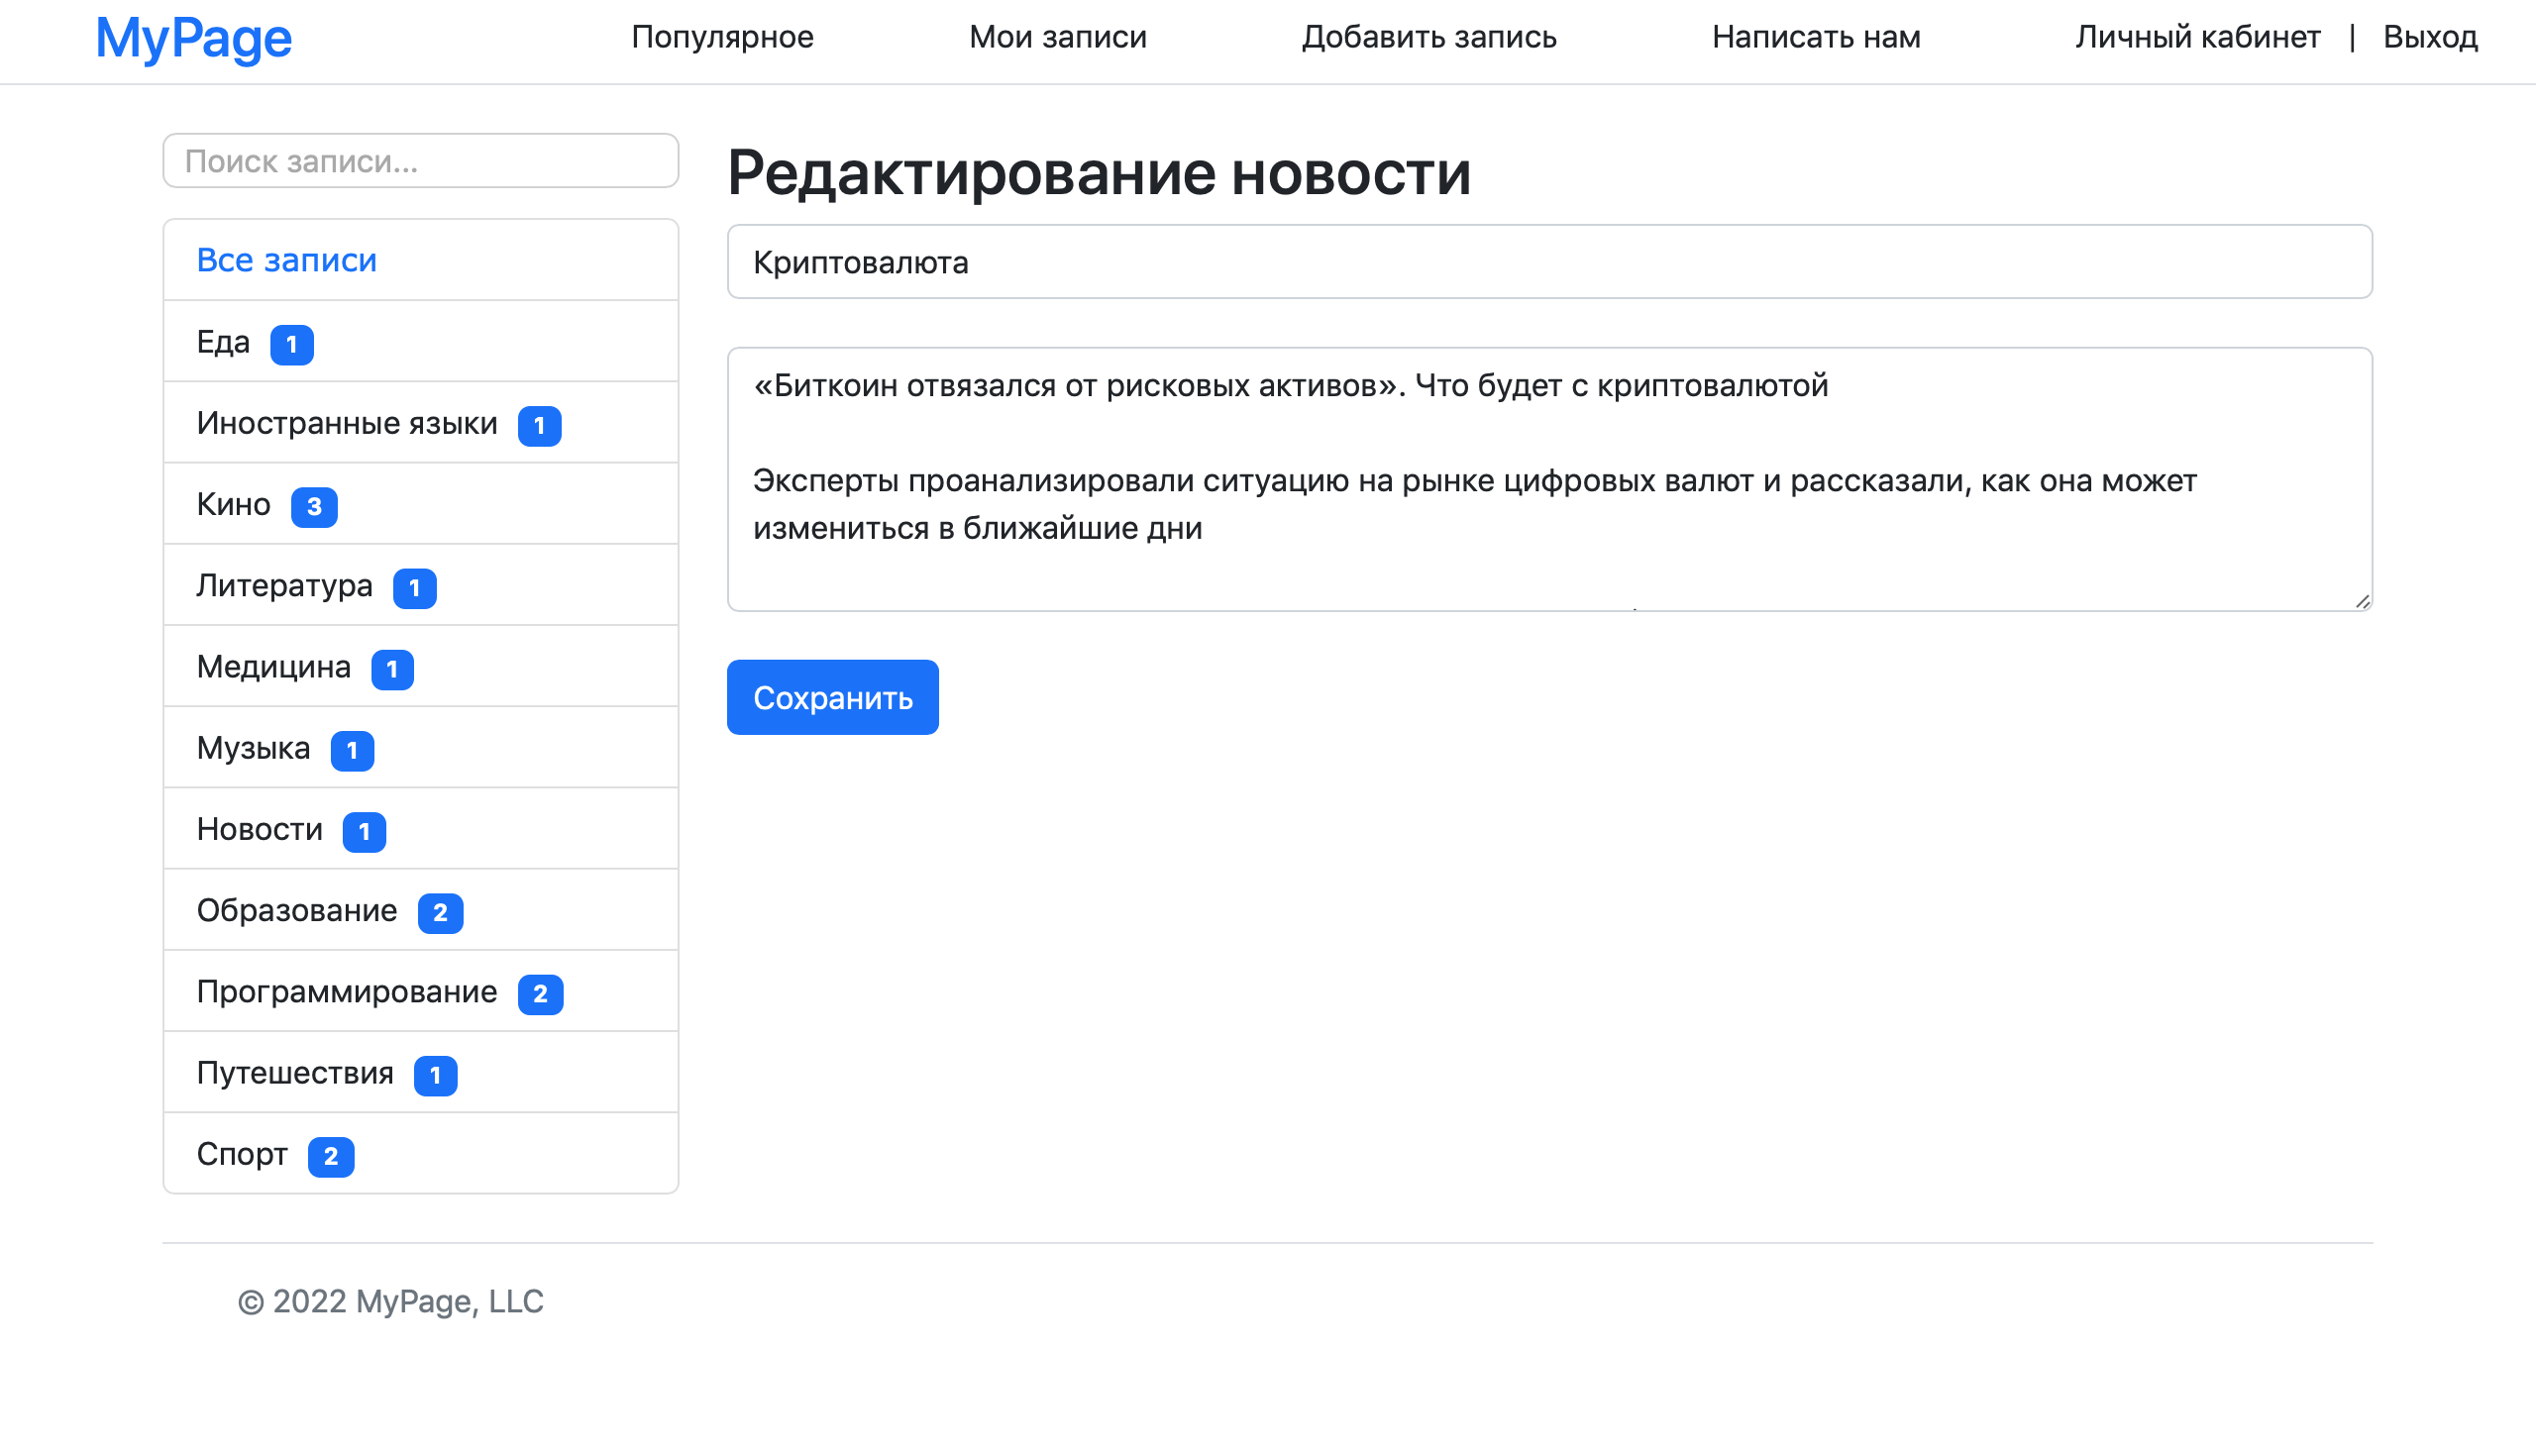 MyPage
Популярное
Мои записи
Добавить запись
Написать нам
Личный кабинет | Выход
Поиск записи...
Все записи
Еда 1
Иностранные языки 1
Кино 3
Литература 1
Медицина 1
Музыка 1
Новости 1
Образование 2
Программирование 2
Путешествия 1
Спорт 2
Редактирование новости
Криптовалюта
«Биткоин отвязался от рисковых активов». Что будет с криптовалютой
Эксперты проанализировали ситуацию на рынке цифровых валют и рассказали, как она может
измениться в ближайшие дни
Сохранить
© 2022 MyPage, LLC